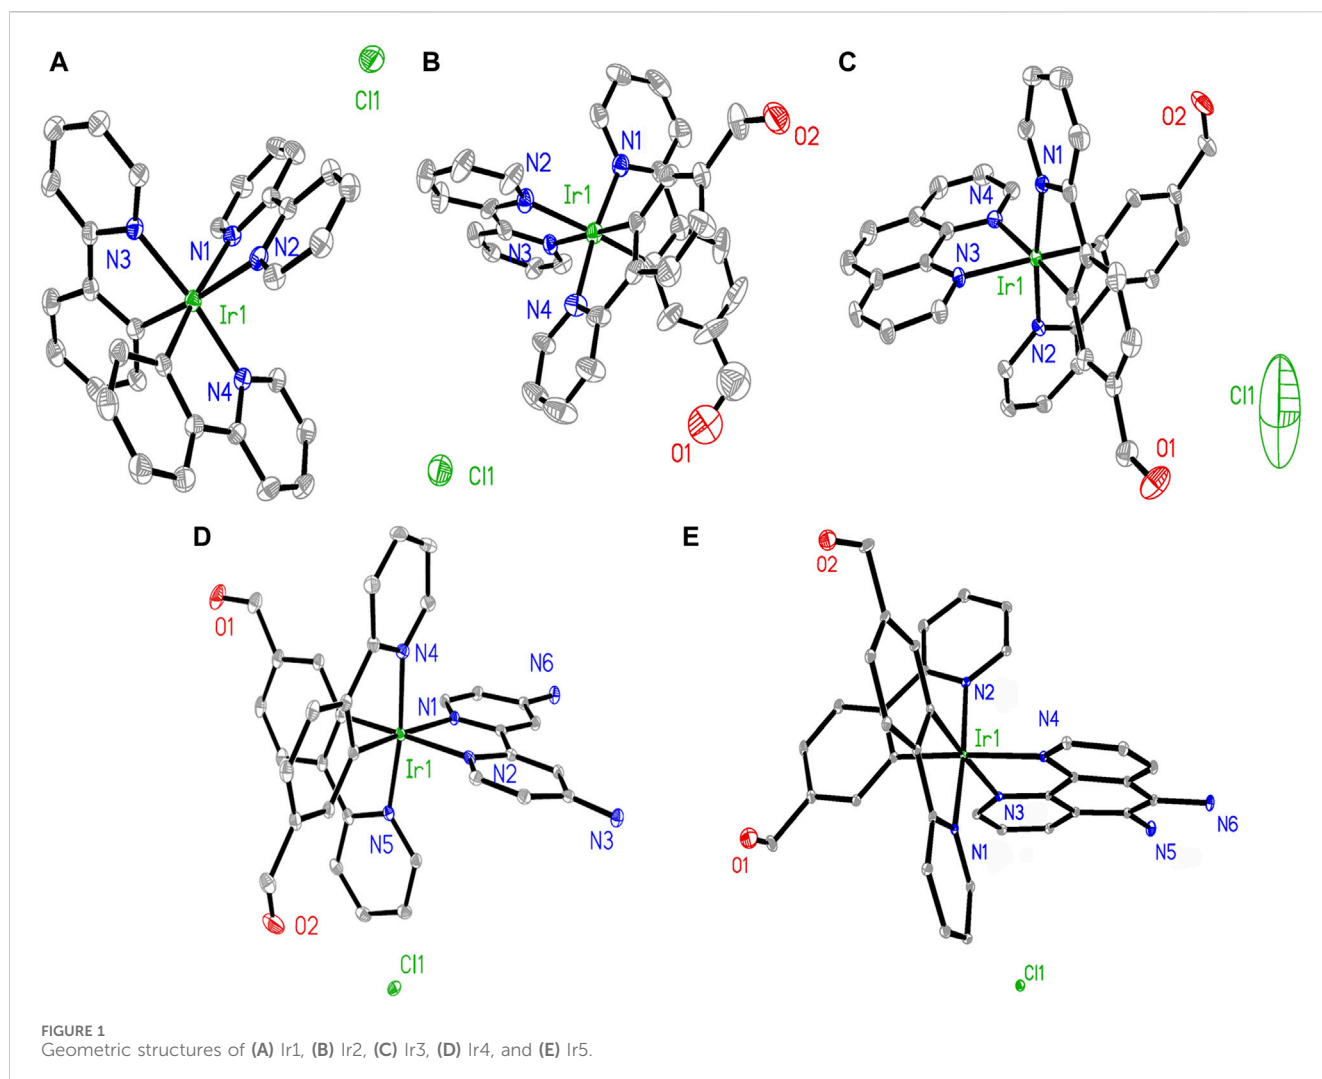 A
Cl1
N3
N1
N2
Ir1
N4
B
N1
O2
N2
Ir1
N3
N4
O1
Cl1
C
O2
N1
N4
N3
Ir1
N2
Cl1
O1
D
O1
N4
N6
N1
Ir1
N2
N3
N5
O2
Cl1
E
O2
N2
N4
Ir1
N3
N6
N5
N1
O1
Cl1
FIGURE 1
Geometric structures of (A) Ir1, (B) Ir2, (C) Ir3, (D) Ir4, and (E) Ir5.